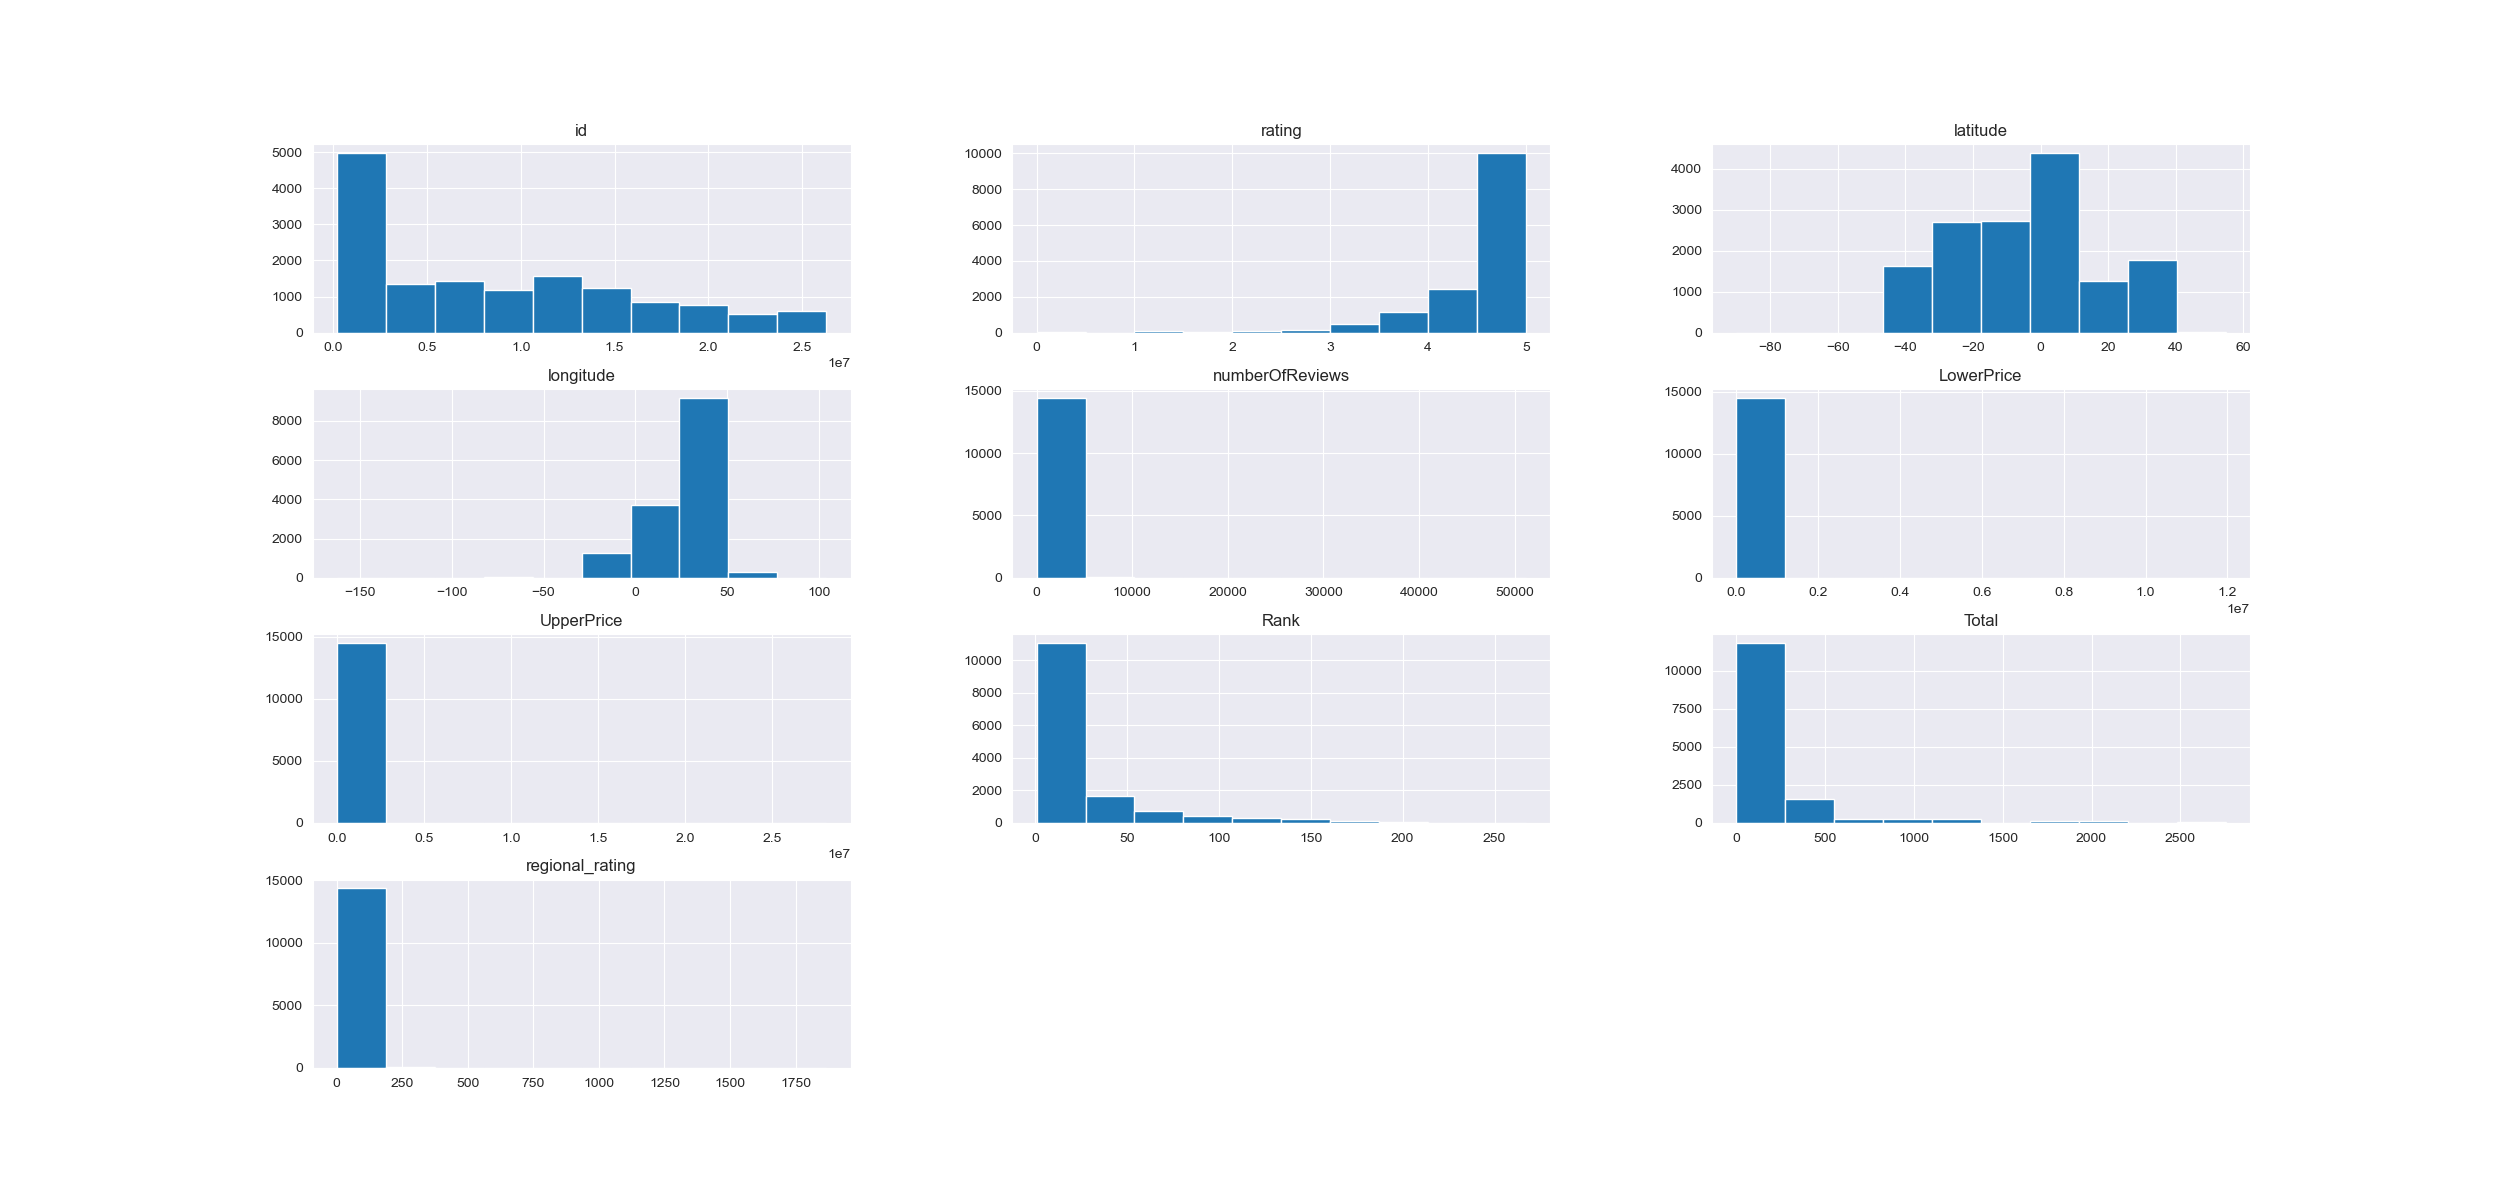 id
5000
4000
3000
2000
1000
0
0.0 0.5 1.0 1.5 2.0 2.5
1e7
rating
10000
8000
6000
4000
2000
0
0 1 2 3 4 5
latitude
4000
3000
2000
1000
0
−80 −60 −40 −20 0 20 40 60
longitude
8000
6000
4000
2000
0
−150 −100 −50 0 50 100
numberOfReviews
15000
10000
5000
0
0 10000 20000 30000 40000 50000
LowerPrice
15000
10000
5000
0
0.0 0.2 0.4 0.6 0.8 1.0 1.2
1e7
UpperPrice
15000
10000
5000
0
0.0 0.5 1.0 1.5 2.0 2.5
1e7
Rank
10000
8000
6000
4000
2000
0
0 50 100 150 200 250
Total
10000
7500
5000
2500
0
0 500 1000 1500 2000 2500
regional_rating
15000
10000
5000
0
0 250 500 750 1000 1250 1500 1750